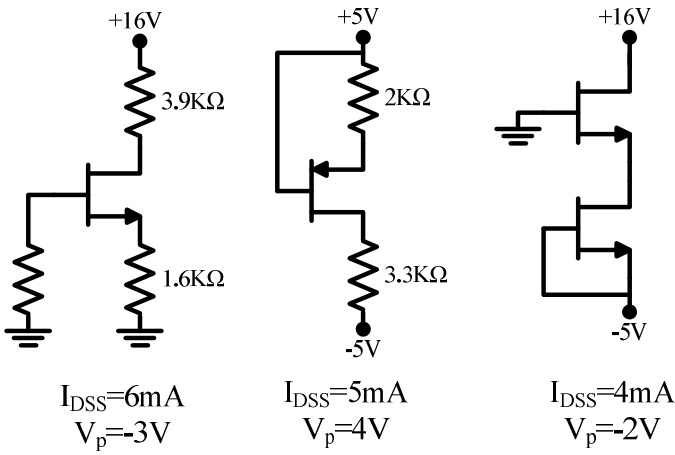 +16V
3.9KΩ
1.6KΩ
I_DSS=6mA
V_p=-3V
+5V
2KΩ
3.3KΩ
-5V
I_DSS=5mA
V_p=4V
+16V
-5V
I_DSS=4mA
V_p=-2V